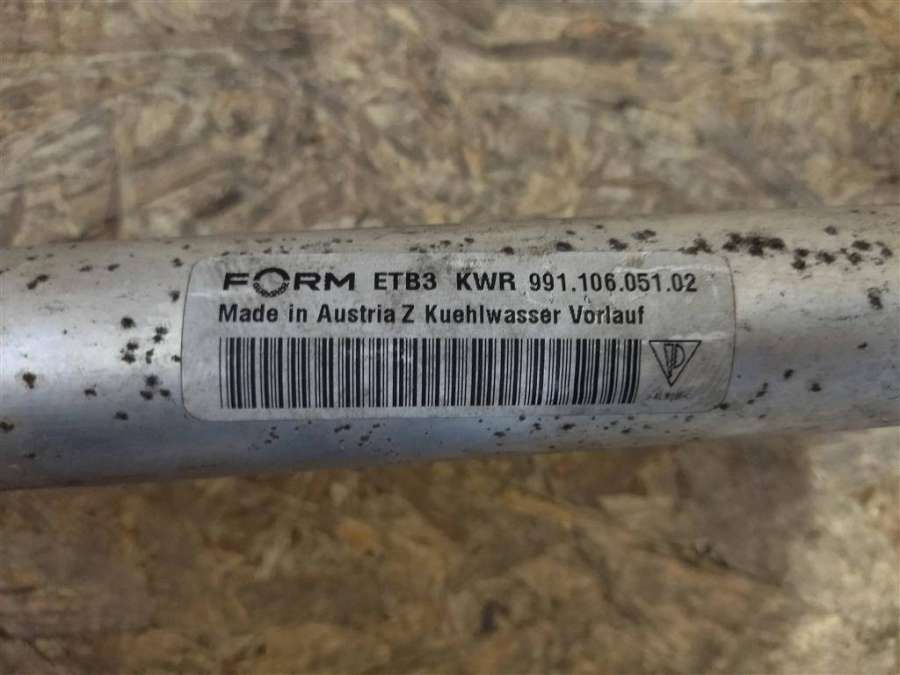 FORM ETB3 KWR 991.106.051.02
Made in Austria Z Kuehlwasser Vorlauf